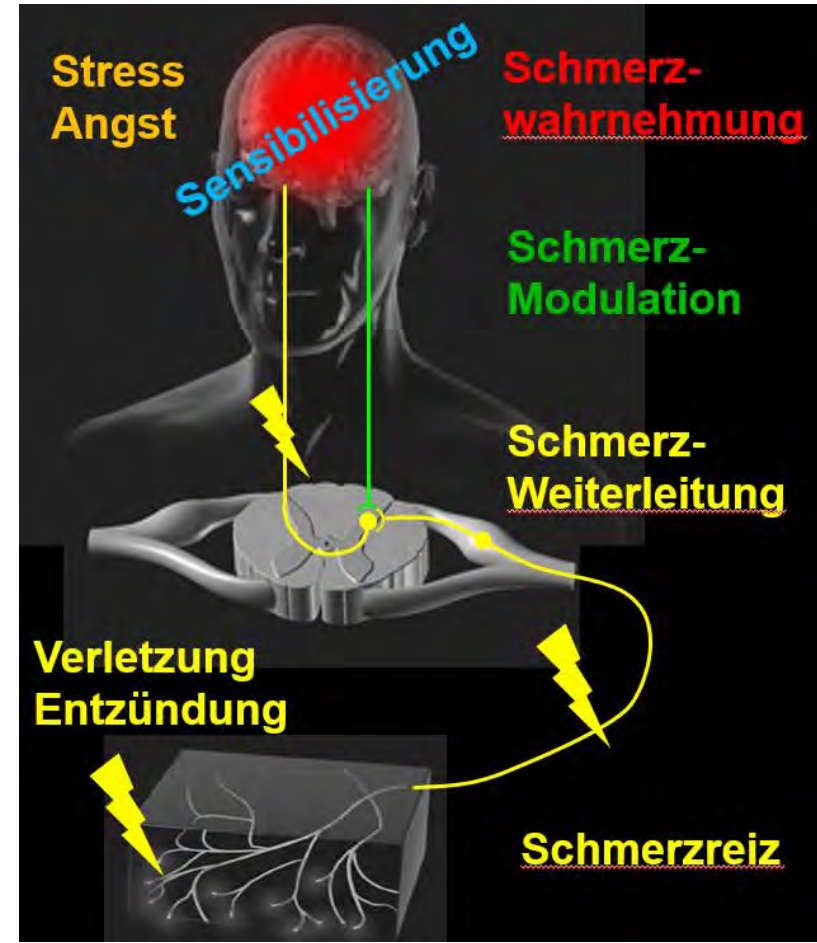 Stress
Angst
Sensibilisierung
Schmerz-
wahrnehmung
Schmerz-
Modulation
Schmerz-
Weiterleitung
Verletzung
Entzündung
Schmerzreiz